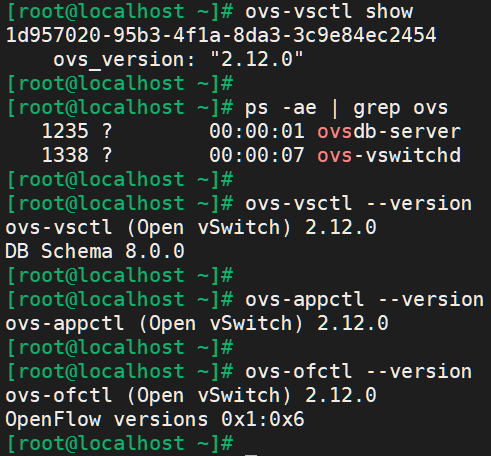 [root@localhost ~]# ovs-vsctl show
1d957020-95b3-4f1a-8da3-3c9e84ec2454
    ovs_version: "2.12.0"
[root@localhost ~]#
[root@localhost ~]# ps -ae | grep ovs
   1235 ?        00:00:01 ovsdb-server
   1338 ?        00:00:07 ovs-vswitchd
[root@localhost ~]#
[root@localhost ~]# ovs-vsctl --version
ovs-vsctl (Open vSwitch) 2.12.0
DB Schema 8.0.0
[root@localhost ~]#
[root@localhost ~]# ovs-appctl --version
ovs-appctl (Open vSwitch) 2.12.0
[root@localhost ~]#
[root@localhost ~]# ovs-ofctl --version
ovs-ofctl (Open vSwitch) 2.12.0
OpenFlow versions 0x1:0x6
[root@localhost ~]#